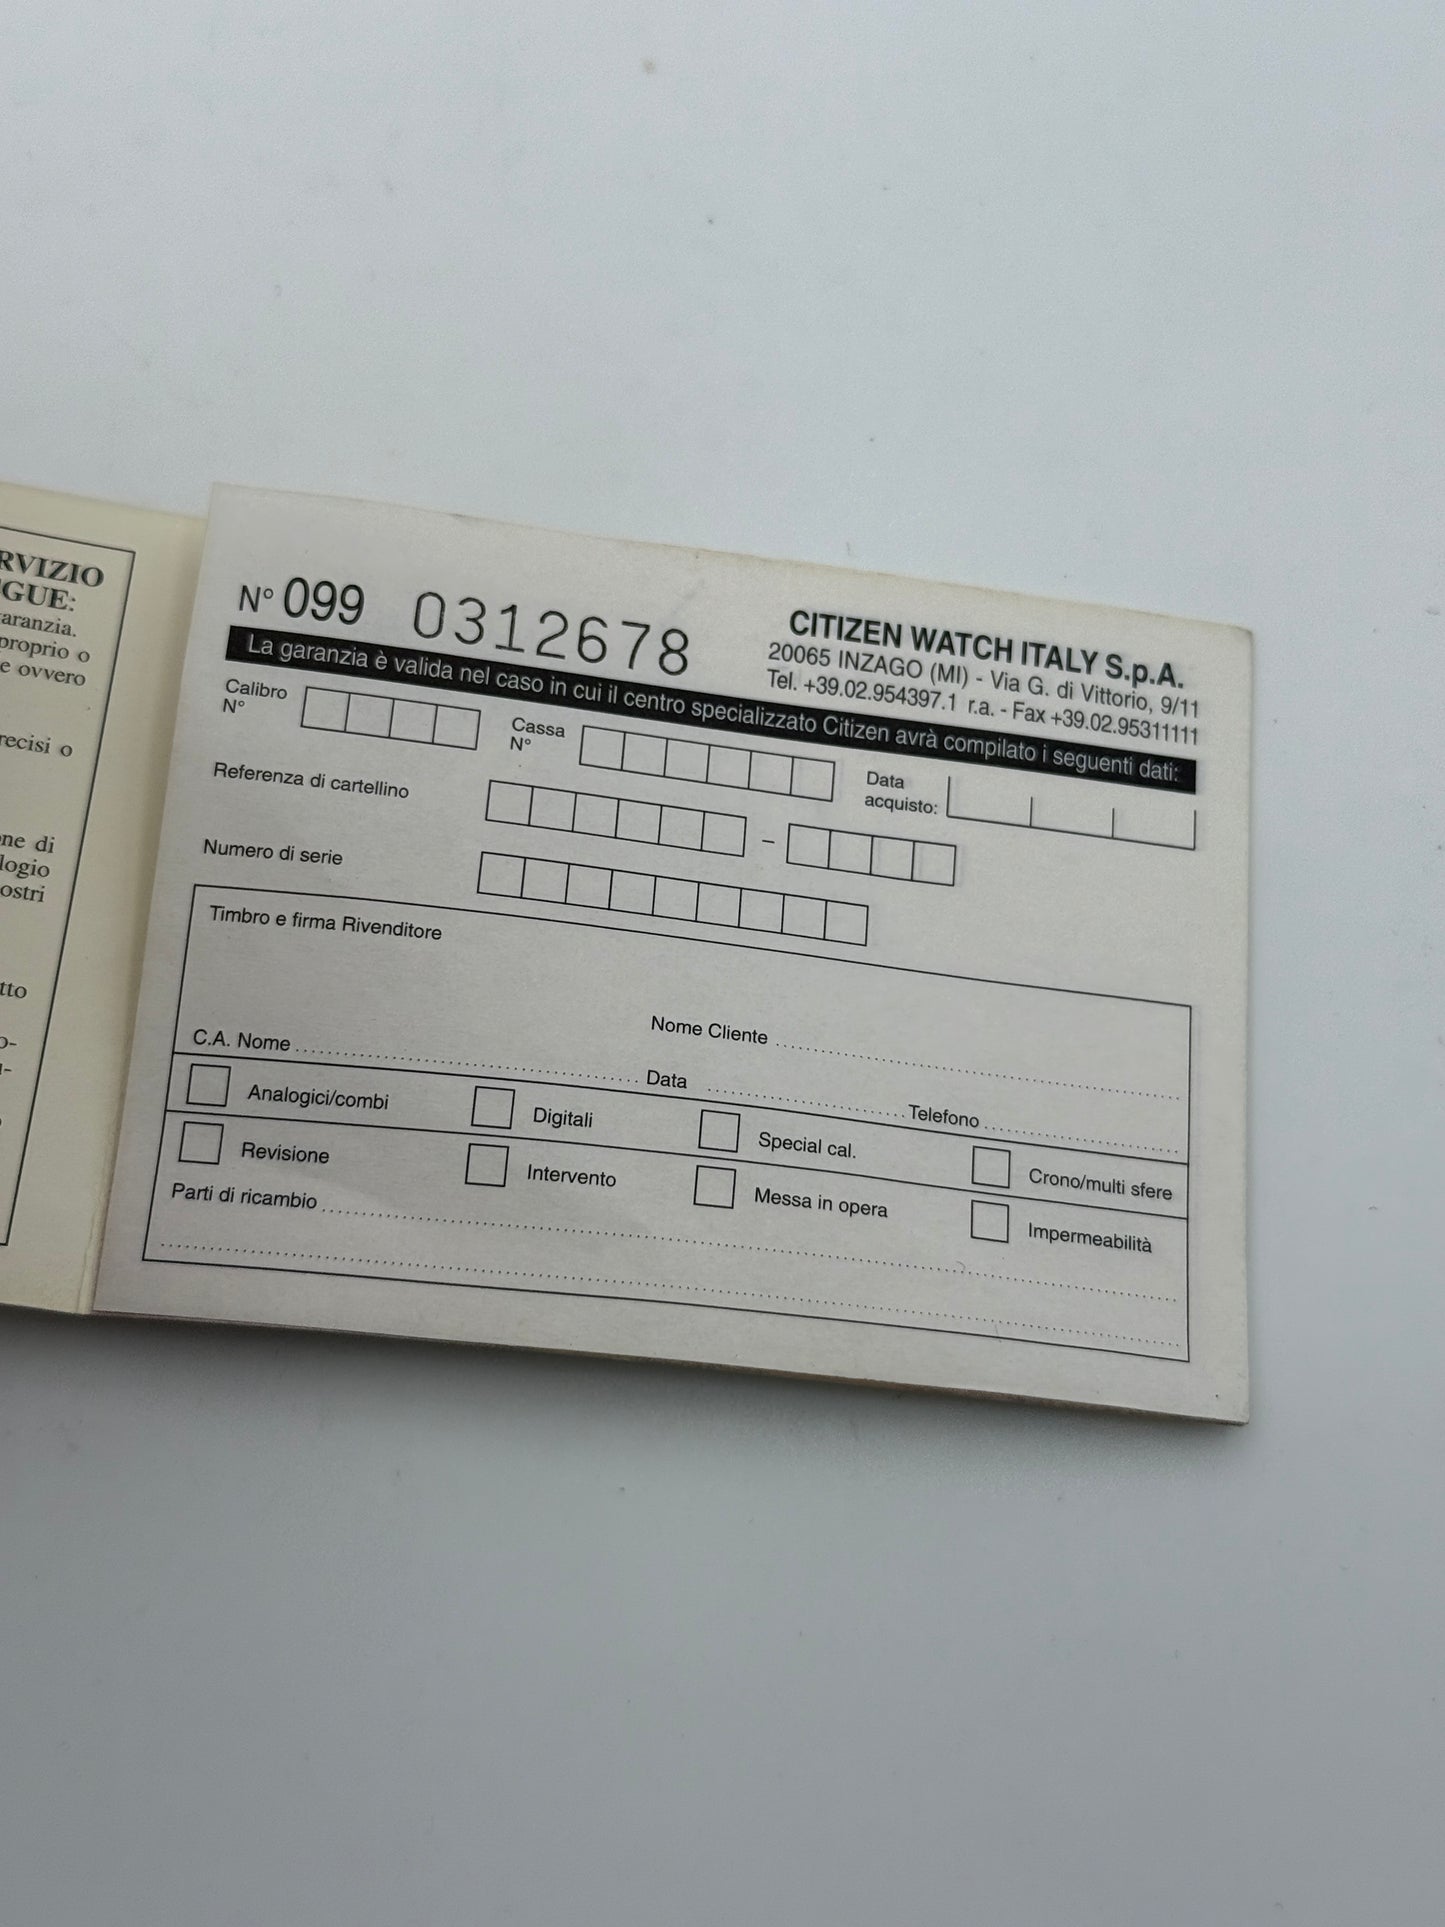 RVIZIO
GUE:
aranzia.
proprio o
e ovvero
recisi o
ne di
logio
ostri
tto
N° 099 0312678
CITIZEN WATCH ITALY S.p.A.
20065 INZAGO (MI) - Via G. di Vittorio, 9/11
Tel. +39.02.954397.1 r.a. - Fax +39.02.95311111
La garanzia è valida nel caso in cui il centro specializzato Citizen avrà compilato i seguenti dati:
Calibro
N°
Cassa
N°
Data
acquisto:
Referenza di cartellino
–
Numero di serie
Timbro e firma Rivenditore
Nome Cliente
C.A. Nome
Data
Telefono
Analogici/combi
Digitali
Special cal.
Crono/multi sfere
Revisione
Intervento
Messa in opera
Impermeabilità
Parti di ricambio